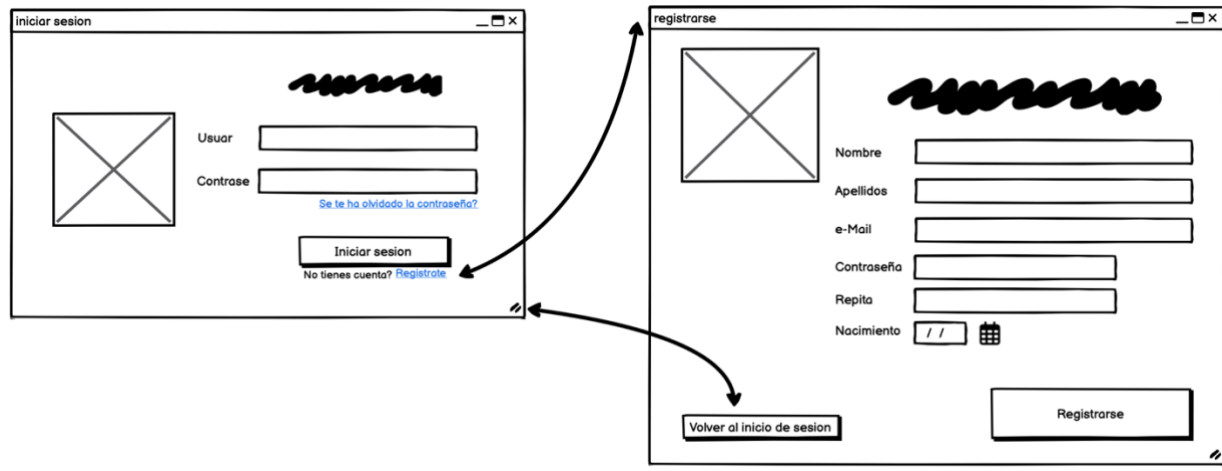 iniciar sesion
Usuar
Contrase
Se te ha olvidado la contraseña?
Iniciar sesion
No tienes cuenta? Registrate
registrarse
Nombre
Apellidos
e-Mail
Contraseña
Repita
Nacimiento / /
Volver al inicio de sesion
Registrarse